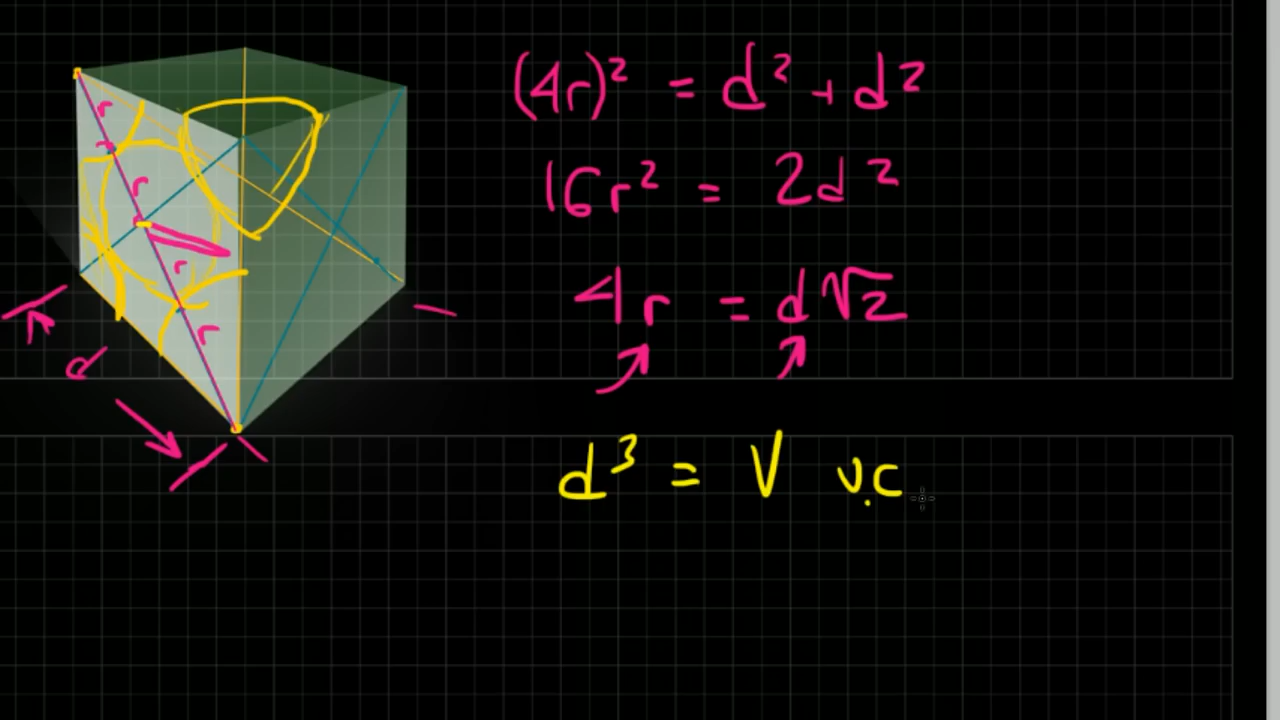 (4r)² = d² + d²
16r² = 2d²
4r = d√2
d³ = V u.c
r
r
r
r
d